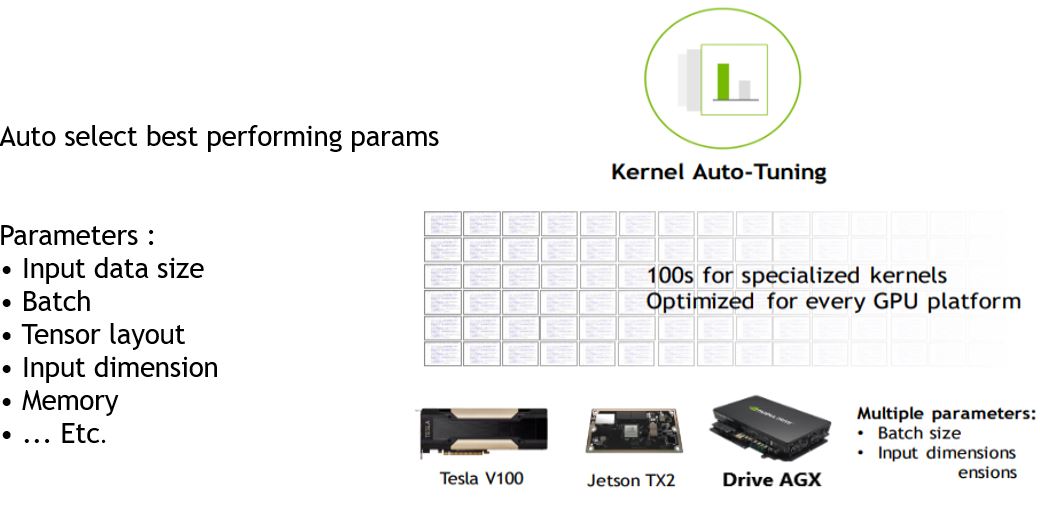 Auto select best performing params
Parameters :
• Input data size
• Batch
• Tensor layout
• Input dimension
• Memory
• ... Etc.
Kernel Auto-Tuning
100s for specialized kernels
Optimized for every GPU platform
TESLA
Tesla V100
Jetson TX2
Drive AGX
Multiple parameters:
• Batch size
• Input dimensions
ensions